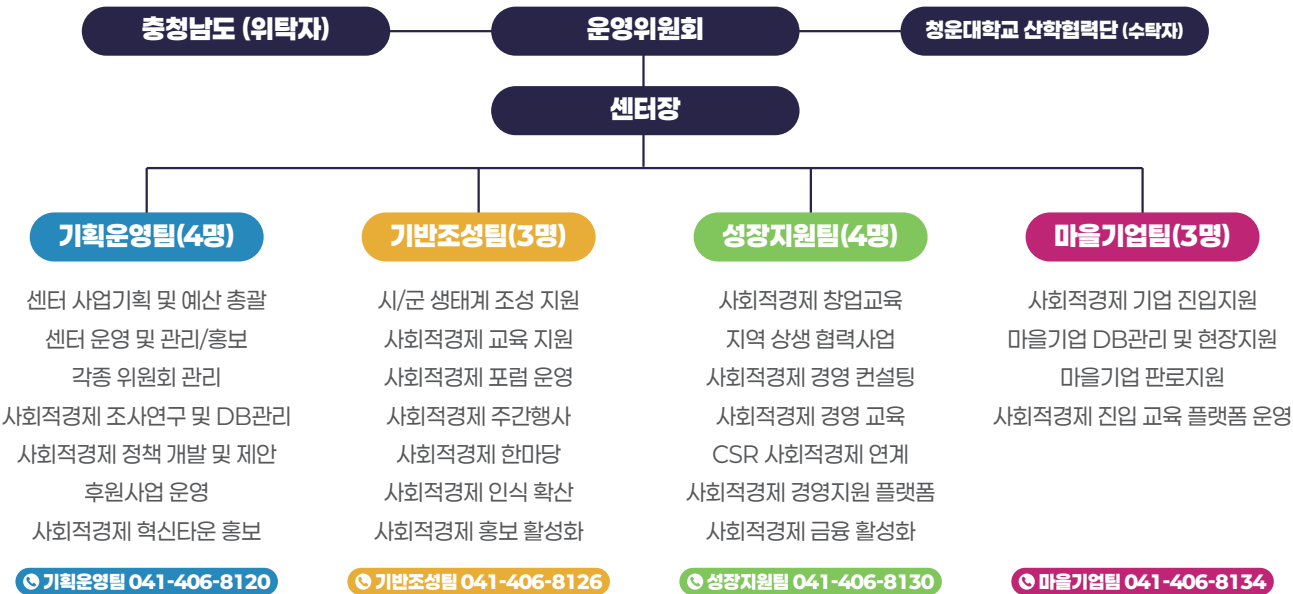 충청남도 (위탁자)
운영위원회
청운대학교 산학협력단 (수탁자)
센터장
기획운영팀(4명)
센터 사업기획 및 예산 총괄
센터 운영 및 관리/홍보
각종 위원회 관리
사회적경제 조사연구 및 DB관리
사회적경제 정책 개발 및 제안
후원사업 운영
사회적경제 혁신타운 홍보
기획운영팀 041-406-8120
기반조성팀(3명)
시/군 생태계 조성 지원
사회적경제 교육 지원
사회적경제 포럼 운영
사회적경제 주간행사
사회적경제 한마당
사회적경제 인식 확산
사회적경제 홍보 활성화
기반조성팀 041-406-8126
성장지원팀(4명)
사회적경제 창업교육
지역 상생 협력사업
사회적경제 경영 컨설팅
사회적경제 경영 교육
CSR 사회적경제 연계
사회적경제 경영지원 플랫폼
사회적경제 금융 활성화
성장지원팀 041-406-8130
마을기업팀(3명)
사회적경제 기업 진입지원
마을기업 DB관리 및 현장지원
마을기업 판로지원
사회적경제 진입 교육 플랫폼 운영
마을기업팀 041-406-8134